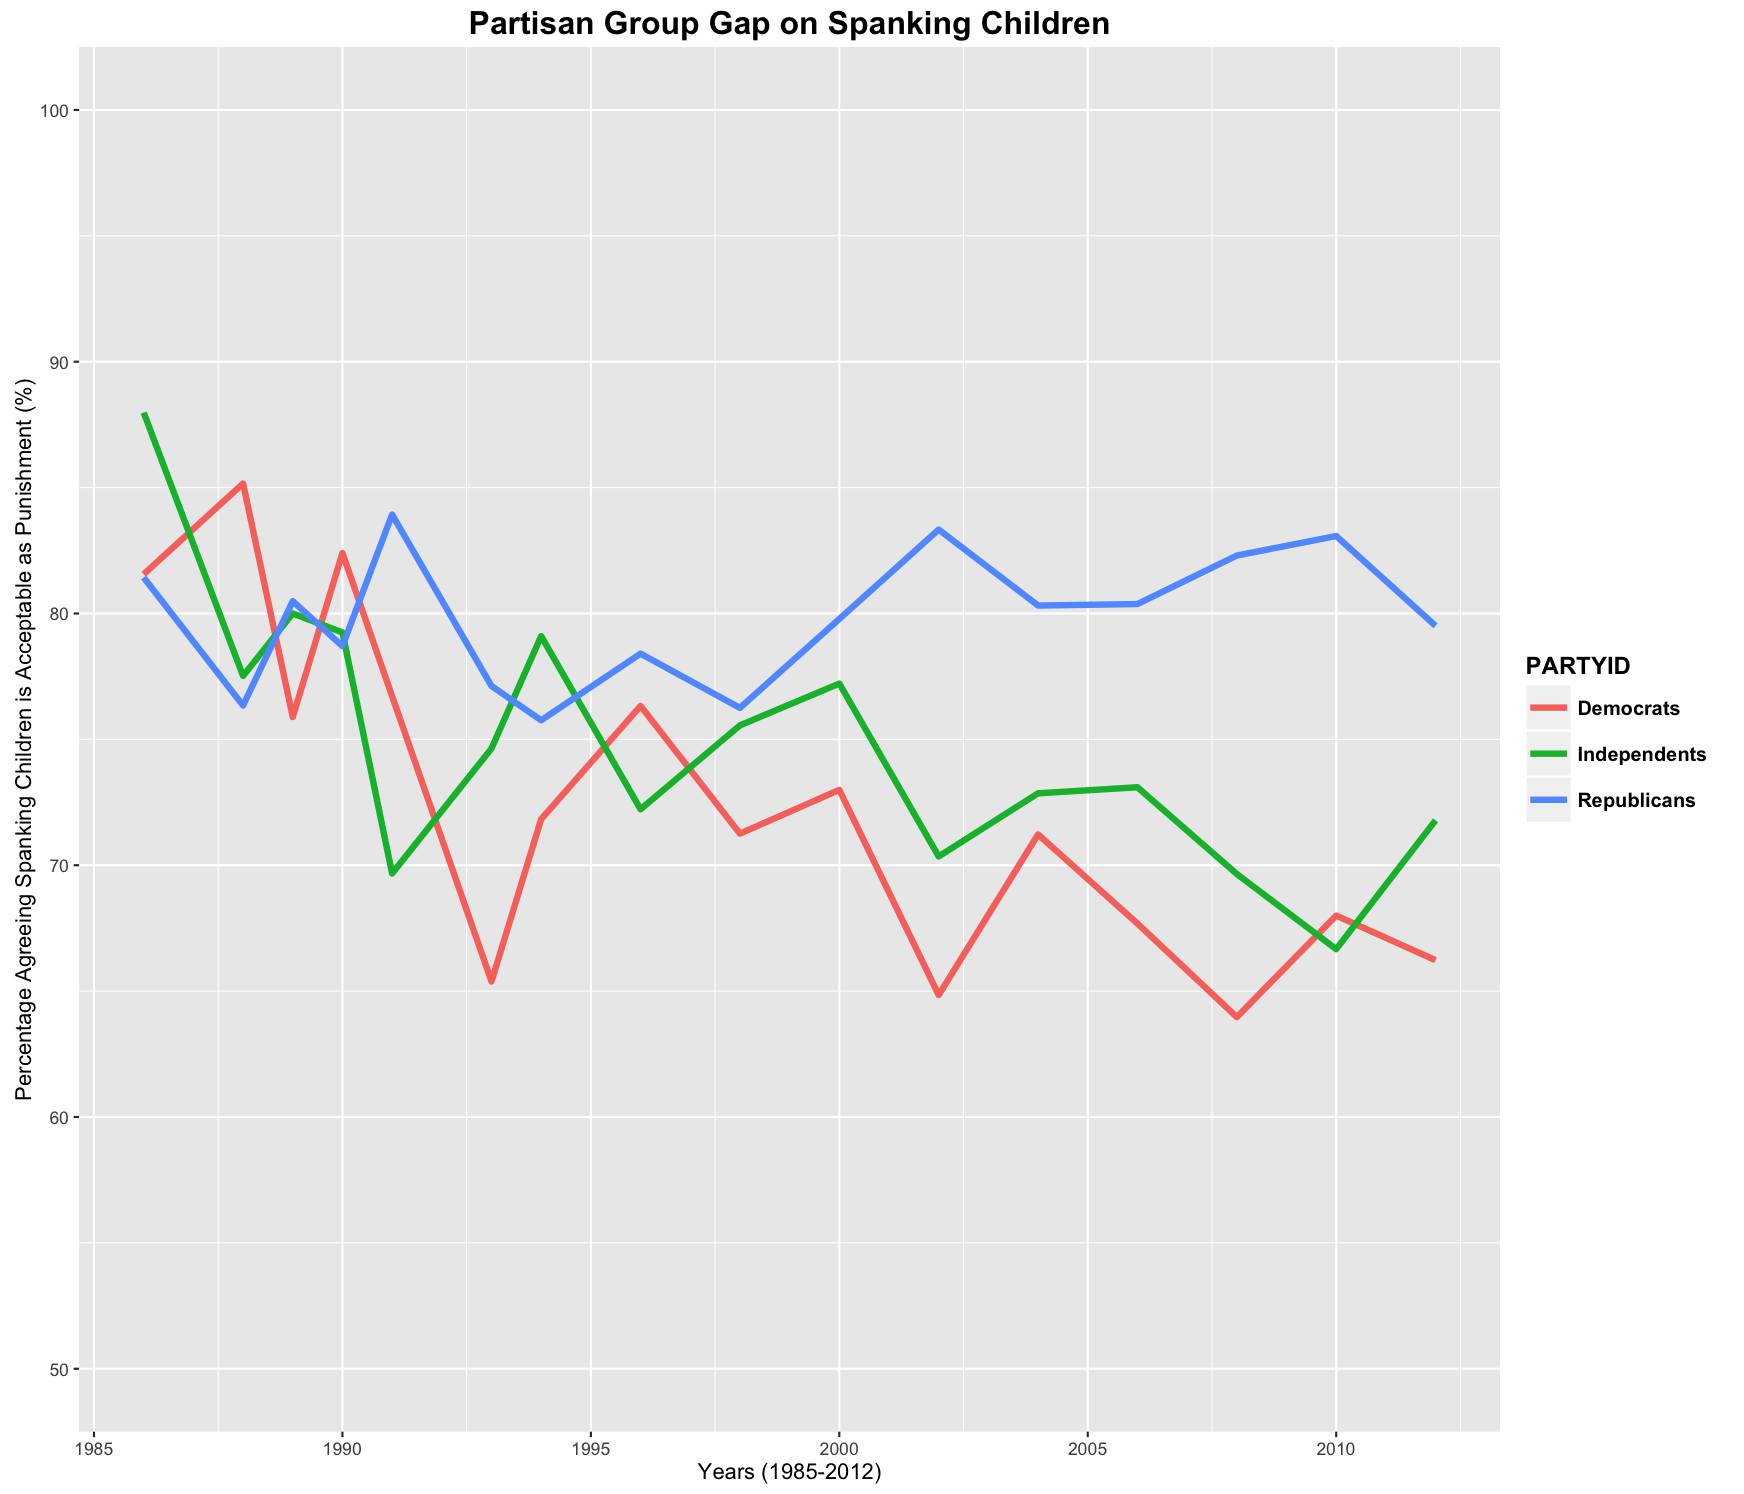 Partisan Group Gap on Spanking Children
Percentage Agreeing Spanking Children is Acceptable as Punishment (%)
100
90
80
70
60
50
1985
1990
1995
2000
2005
2010
Years (1985-2012)
PARTYID
Democrats
Independents
Republicans